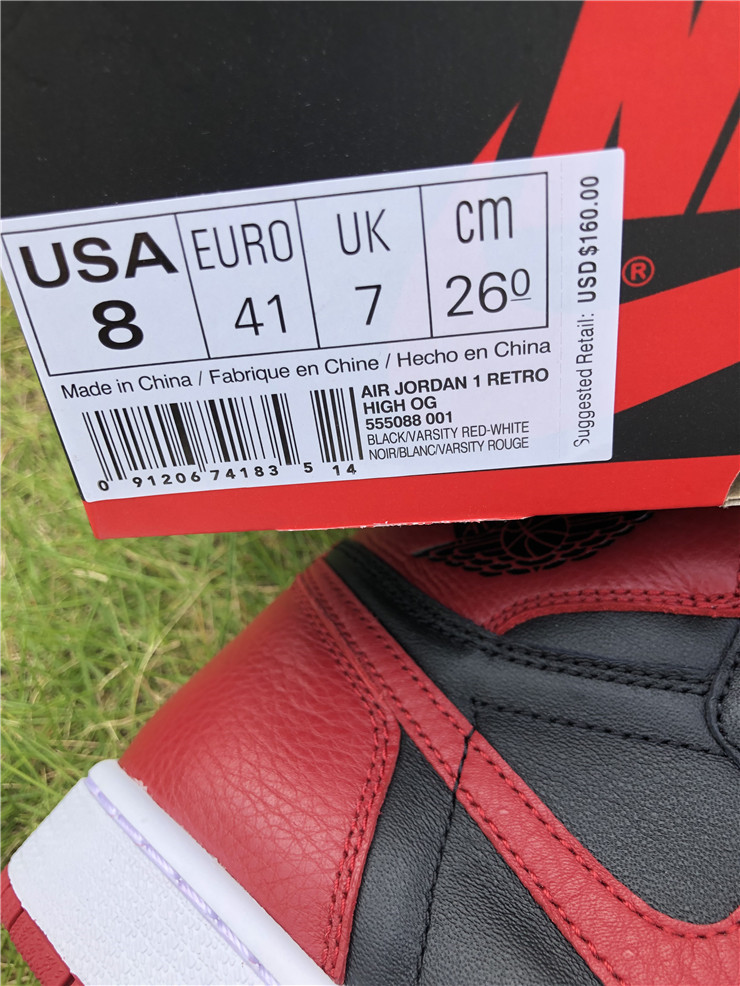 USA EURO UK cm
8 41 7 260
Made in China / Fabrique en Chine / Hecho en China
AIR JORDAN 1 RETRO
HIGH OG
555088 001
BLACK/VARSITY RED-WHITE
NOIR/BLANC/VARSITY ROUGE
0 91206 74183 5 14
Suggested Retail: USD $160.00
®